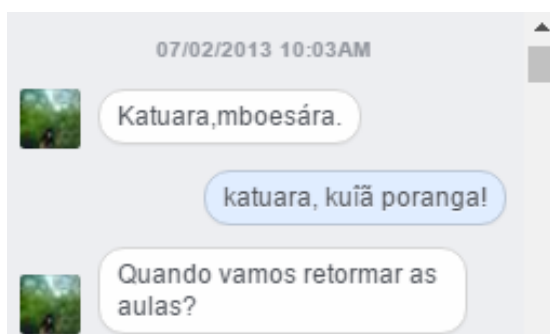 07/02/2013 10:03AM
Katuara,mboesára.
katuara, kuîã poranga!
Quando vamos retormar as
aulas?